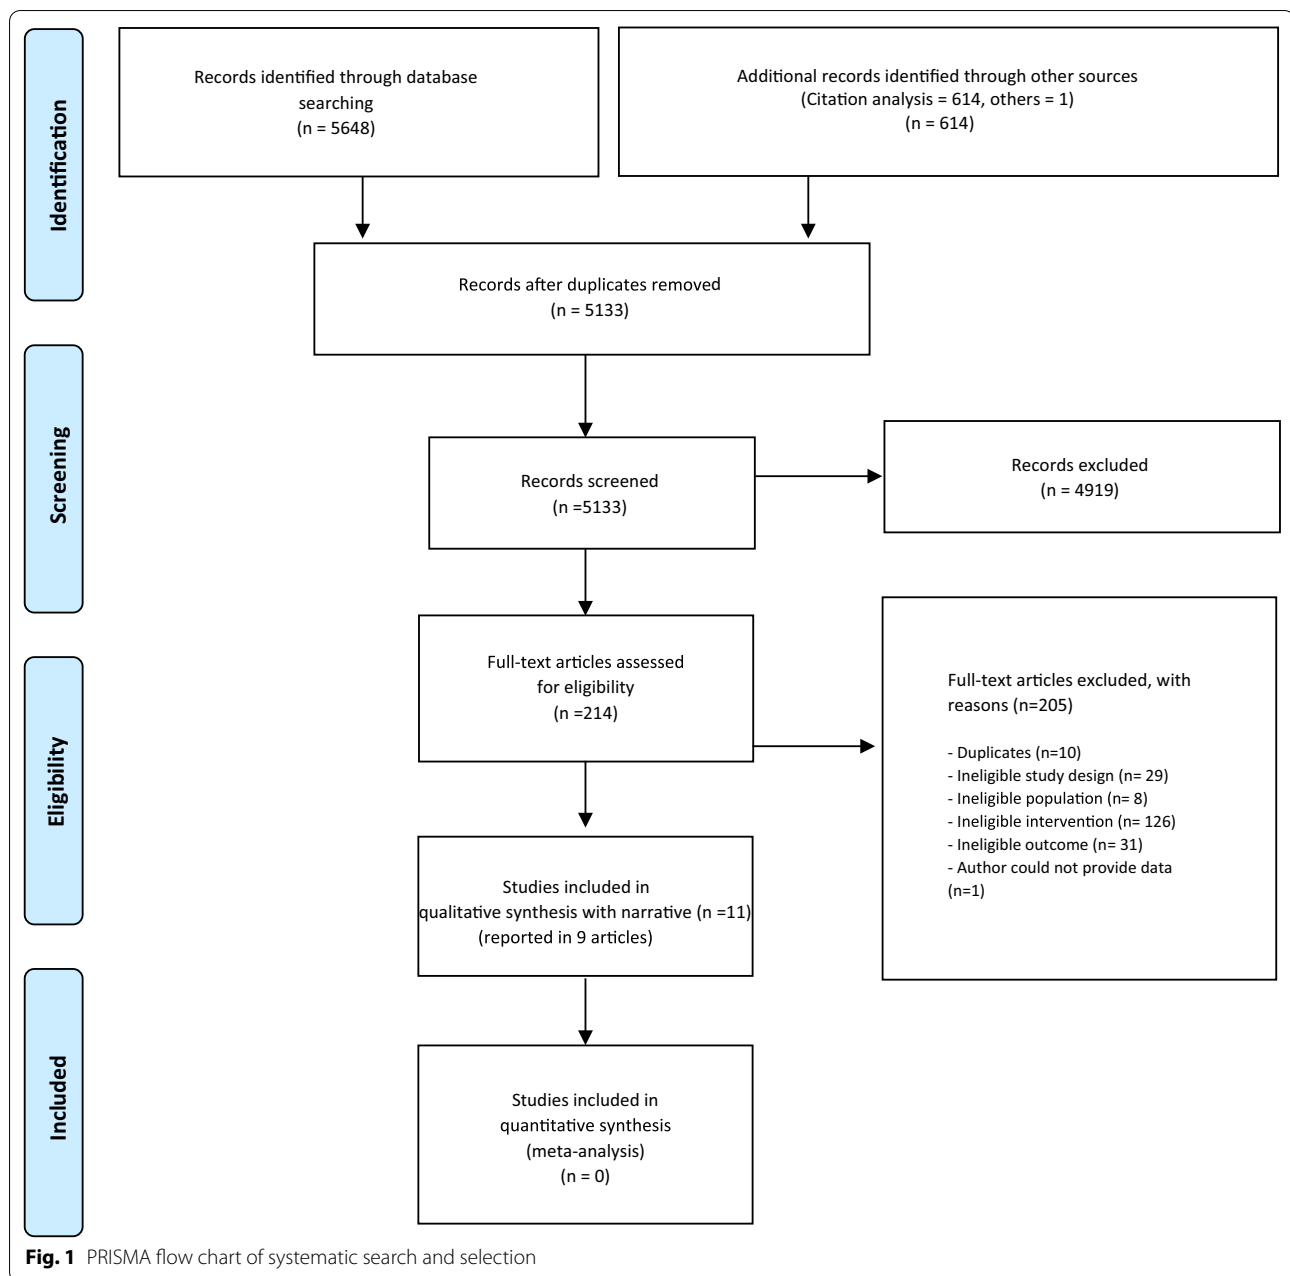 Identification
Records identified through database
searching
(n = 5648)
Additional records identified through other sources
(Citation analysis = 614, others = 1)
(n = 614)
Records after duplicates removed
(n = 5133)
Screening
Records screened
(n =5133)
Records excluded
(n = 4919)
Eligibility
Full-text articles assessed
for eligibility
(n =214)
Full-text articles excluded, with
reasons (n=205)
- Duplicates (n=10)
- Ineligible study design (n= 29)
- Ineligible population (n= 8)
- Ineligible intervention (n= 126)
- Ineligible outcome (n= 31)
- Author could not provide data
(n=1)
Studies included in
qualitative synthesis with narrative (n =11)
(reported in 9 articles)
Included
Studies included in
quantitative synthesis
(meta-analysis)
(n = 0)
Fig. 1 PRISMA flow chart of systematic search and selection